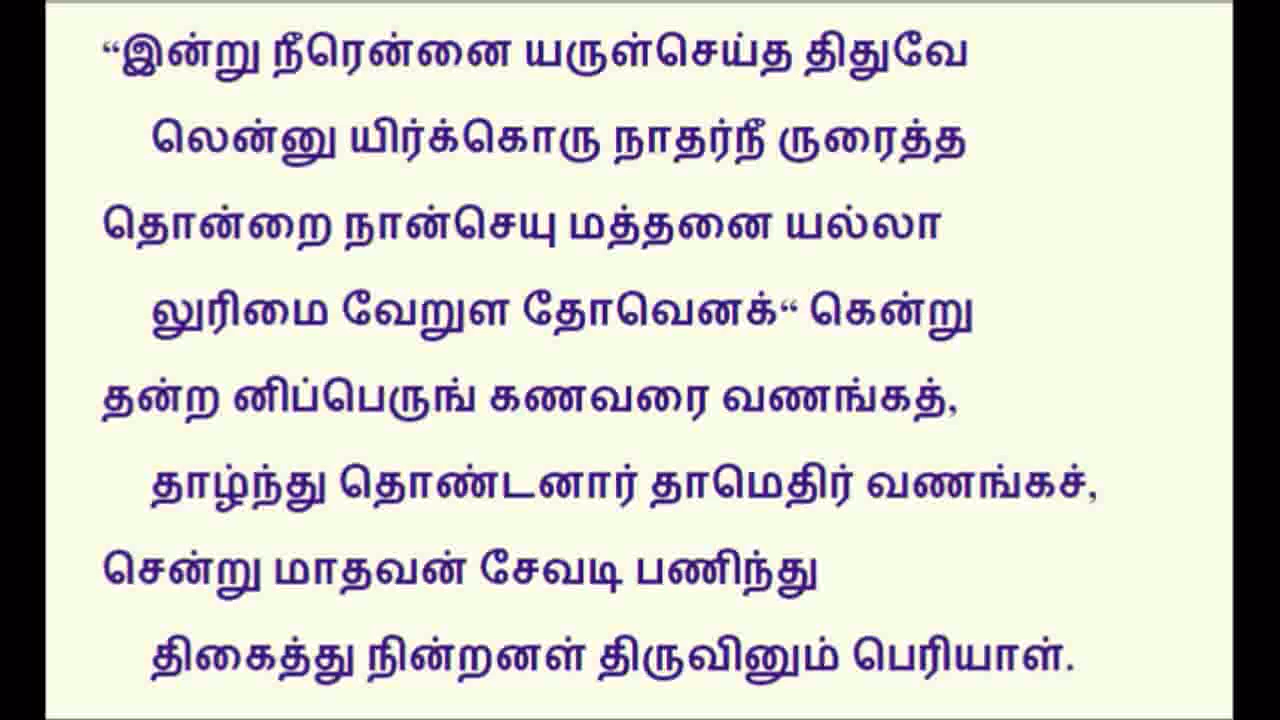 “இன்று நீரென்னை யருள்செய்த திதுவே
லென்னு யிர்க்கொரு நாதர்நீ ருரைத்த
தொன்றை நான்செயு மத்தனை யல்லா
லுரிமை வேறுள தோவெனக்“ கென்று
தன்ற னிப்பெருங் கணவரை வணங்கத்,
தாழ்ந்து தொண்டனார் தாமெதிர் வணங்கச்,
சென்று மாதவன் சேவடி பணிந்து
திகைத்து நின்றனள் திருவினும் பெரியாள்.